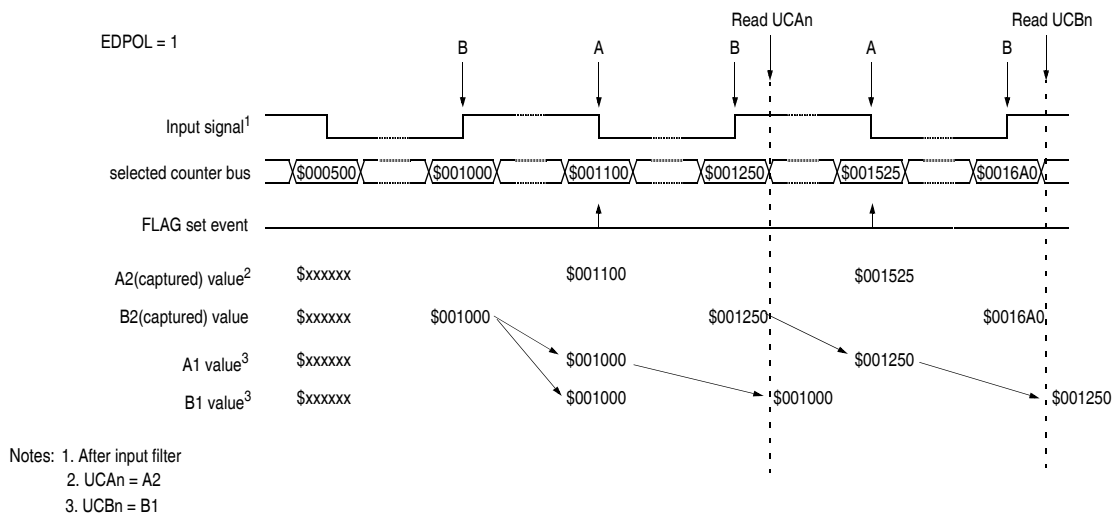 Read UCAn Read UCBn
EDPOL = 1
B A B A B
Input signal1
selected counter bus $000500 $001000 $001100 $001250 $001525 $0016A0
FLAG set event
A2(captured) value2 $xxxxxx $001100 $001525
B2(captured) value $xxxxxx $001000 $001250 $0016A0
A1 value3 $xxxxxx $001000 $001250
B1 value3 $xxxxxx $001000 $001000 $001250
Notes: 1. After input filter
2. UCAn = A2
3. UCBn = B1